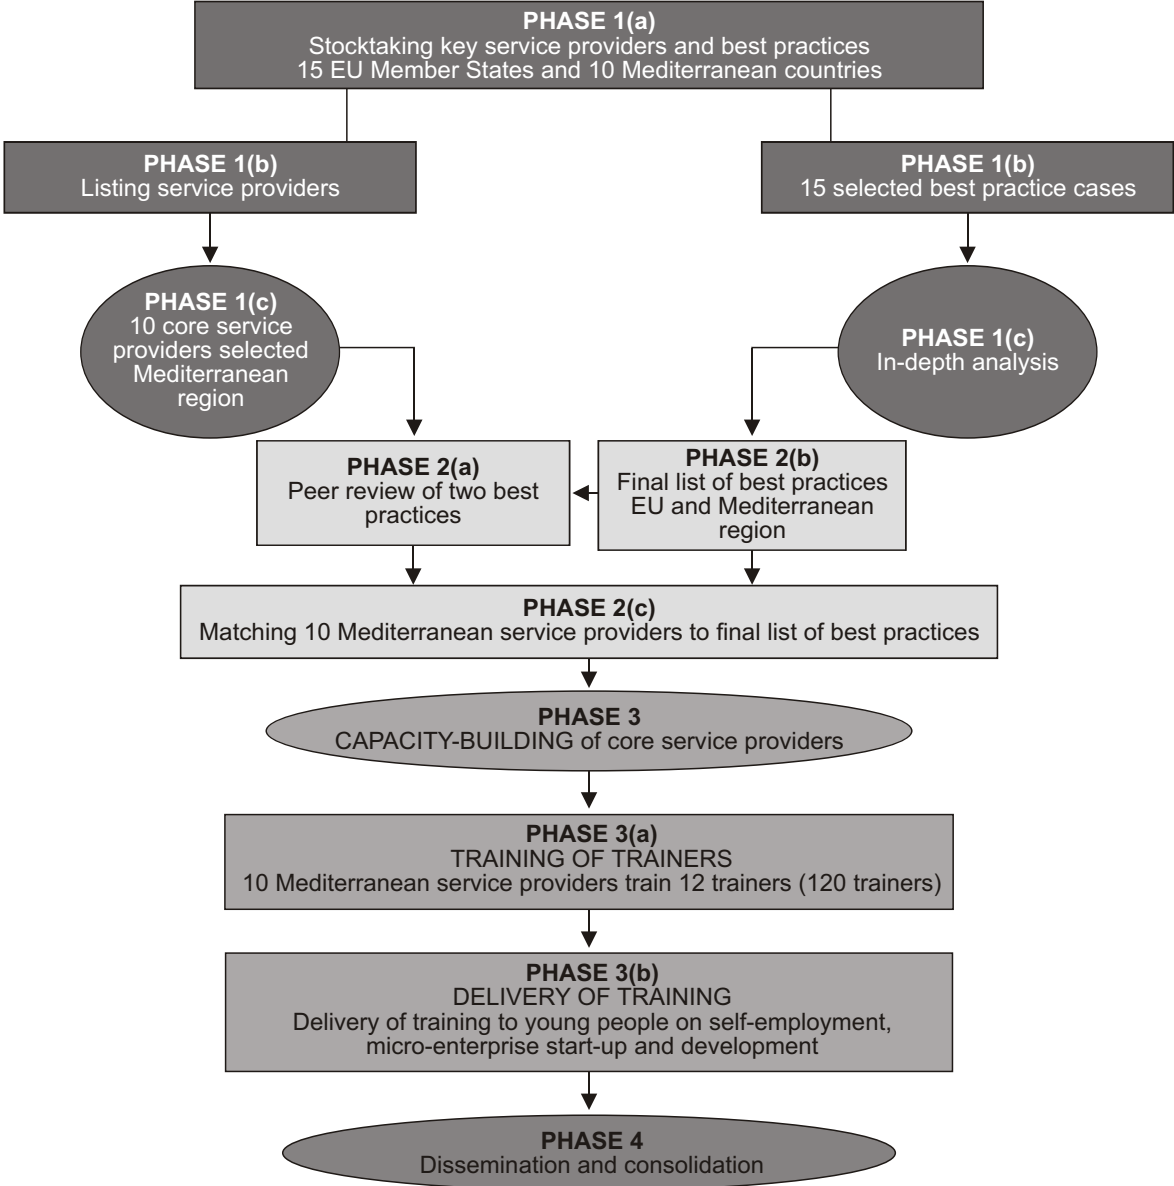 PHASE 1(a)
Stocktaking key service providers and best practices
15 EU Member States and 10 Mediterranean countries
PHASE 1(b)
Listing service providers
PHASE 1(b)
15 selected best practice cases
PHASE 1(c)
10 core service
providers selected
Mediterranean
region
PHASE 1(c)
In-depth analysis
PHASE 2(a)
Peer review of two best
practices
PHASE 2(b)
Final list of best practices
EU and Mediterranean
region
PHASE 2(c)
Matching 10 Mediterranean service providers to final list of best practices
PHASE 3
CAPACITY-BUILDING of core service providers
PHASE 3(a)
TRAINING OF TRAINERS
10 Mediterranean service providers train 12 trainers (120 trainers)
PHASE 3(b)
DELIVERY OF TRAINING
Delivery of training to young people on self-employment,
micro-enterprise start-up and development
PHASE 4
Dissemination and consolidation